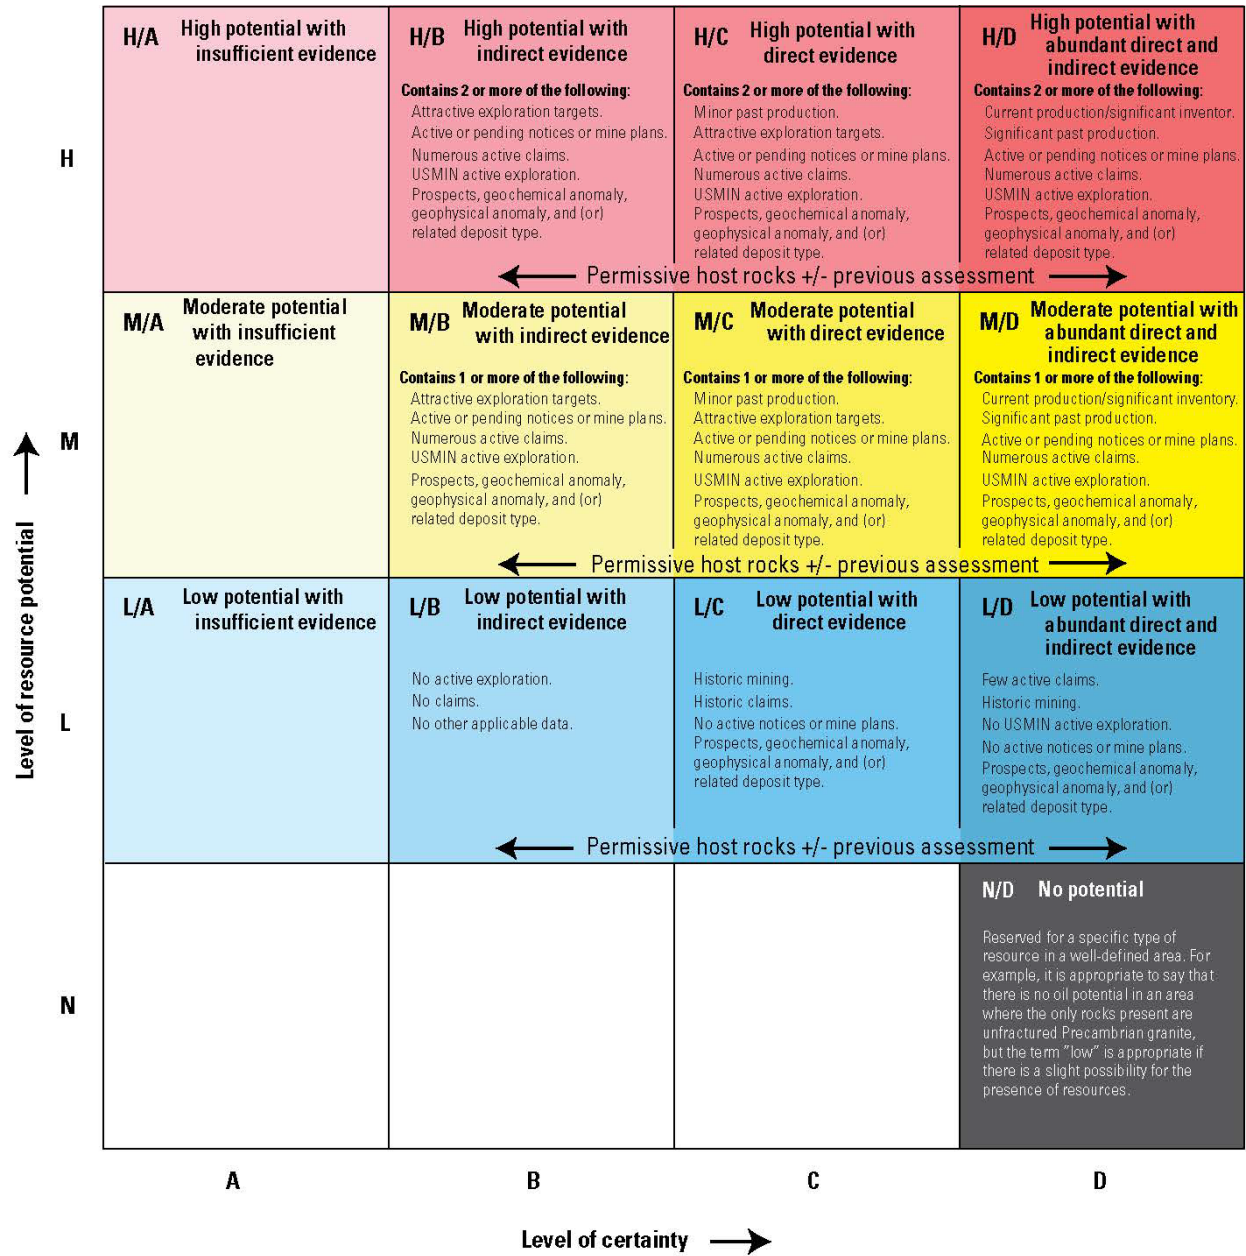 H/A High potential with
insufficient evidence
H/B High potential with
indirect evidence
Contains 2 or more of the following:
Attractive exploration targets.
Active or pending notices or mine plans.
Numerous active claims.
USMIN active exploration.
Prospects, geochemical anomaly,
geophysical anomaly, and (or)
related deposit type.
H/C High potential with
direct evidence
Contains 2 or more of the following:
Minor past production.
Attractive exploration targets.
Active or pending notices or mine plans.
Numerous active claims.
USMIN active exploration.
Prospects, geochemical anomaly,
geophysical anomaly, and (or)
related deposit type.
H/D High potential with
abundant direct and
indirect evidence
Contains 2 or more of the following:
Current production/significant inventor.
Significant past production.
Active or pending notices or mine plans.
Numerous active claims.
USMIN active exploration.
Prospects, geochemical anomaly,
geophysical anomaly, and (or)
related deposit type.
H
Permissive host rocks +/- previous assessment
M/A Moderate potential
with insufficient
evidence
M/B Moderate potential
with indirect evidence
Contains 1 or more of the following:
Attractive exploration targets.
Active or pending notices or mine plans.
Numerous active claims.
USMIN active exploration.
Prospects, geochemical anomaly,
geophysical anomaly, and (or)
related deposit type.
M/C Moderate potential
with direct evidence
Contains 1 or more of the following:
Minor past production.
Attractive exploration targets.
Active or pending notices or mine plans.
Numerous active claims.
USMIN active exploration.
Prospects, geochemical anomaly,
geophysical anomaly, and (or)
related deposit type.
M/D Moderate potential with
abundant direct and
indirect evidence
Contains 1 or more of the following:
Current production/significant inventory.
Significant past production.
Active or pending notices or mine plans.
Numerous active claims.
USMIN active exploration.
Prospects, geochemical anomaly,
geophysical anomaly, and (or)
related deposit type.
M
Permissive host rocks +/- previous assessment
Level of resource potential
L/A Low potential with
insufficient evidence
L/B Low potential with
indirect evidence
No active exploration.
No claims.
No other applicable data.
L/C Low potential with
direct evidence
Historic mining.
Historic claims.
No active notices or mine plans.
Prospects, geochemical anomaly,
geophysical anomaly, and (or)
related deposit type.
L/D Low potential with
abundant direct and
indirect evidence
Few active claims.
Historic mining.
No USMIN active exploration.
No active notices or mine plans.
Prospects, geochemical anomaly,
geophysical anomaly, and (or)
related deposit type.
L
Permissive host rocks +/- previous assessment
N
N/D No potential
Reserved for a specific type of
resource in a well-defined area. For
example, it is appropriate to say that
there is no oil potential in an area
where the only rocks present are
unfractured Precambrian granite,
but the term "low" is appropriate if
there is a slight possibility for the
presence of resources.
A
B
C
D
Level of certainty